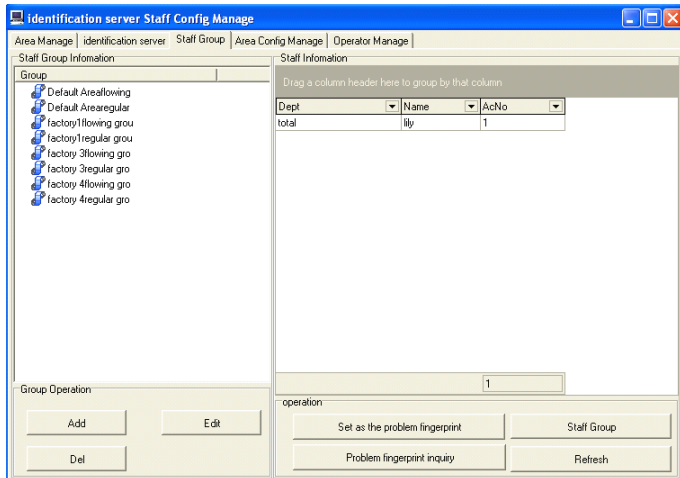 identification server Staff Config Manage
Area Manage identification server Staff Group Area Config Manage Operator Manage
Staff Group Infomation
Group
Default Areaflowing
Default Arearegular
factory1flowing grou
factory1regular grou
factory 3flowing gro
factory 3regular gro
factory 4flowing gro
factory 4regular gro
Group Operation
Add Edit
Del
Staff Infomation
Drag a column header here to group by that column
Dept Name AcNo
total lily 1
1
operation
Set as the problem fingerprint Staff Group
Problem fingerprint inquiry Refresh